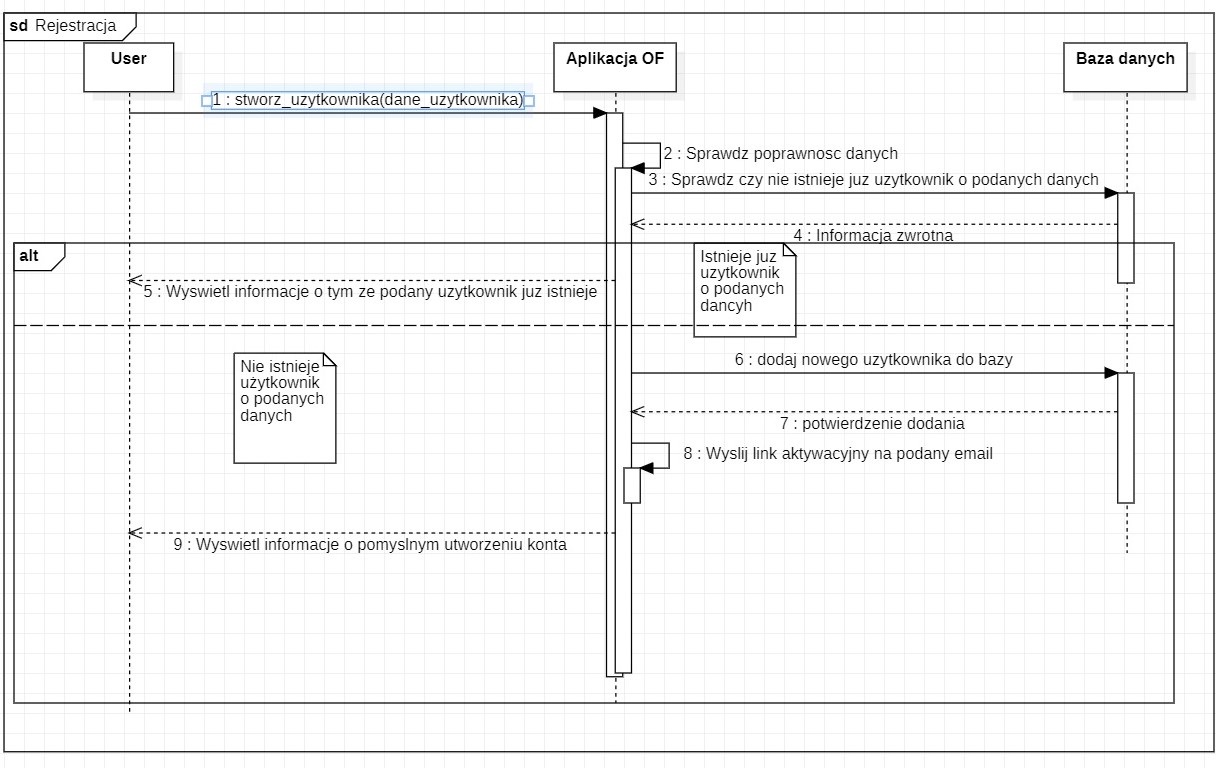 sd Rejestracja
User
Aplikacja OF
Baza danych
1 : stworz_uzytkownika(dane_uzytkownika)
2 : Sprawdz poprawnosc danych
3 : Sprawdz czy nie istnieje juz uzytkownik o podanych danych
4 : Informacja zwrotna
alt
Istnieje juz
uzytkownik
o podanych
dancyh
5 : Wyswietl informacje o tym ze podany uzytkownik juz istnieje
Nie istnieje
użytkownik
o podanych
danych
6 : dodaj nowego uzytkownika do bazy
7 : potwierdzenie dodania
8 : Wyslij link aktywacyjny na podany email
9 : Wyswietl informacje o pomyslnym utworzeniu konta